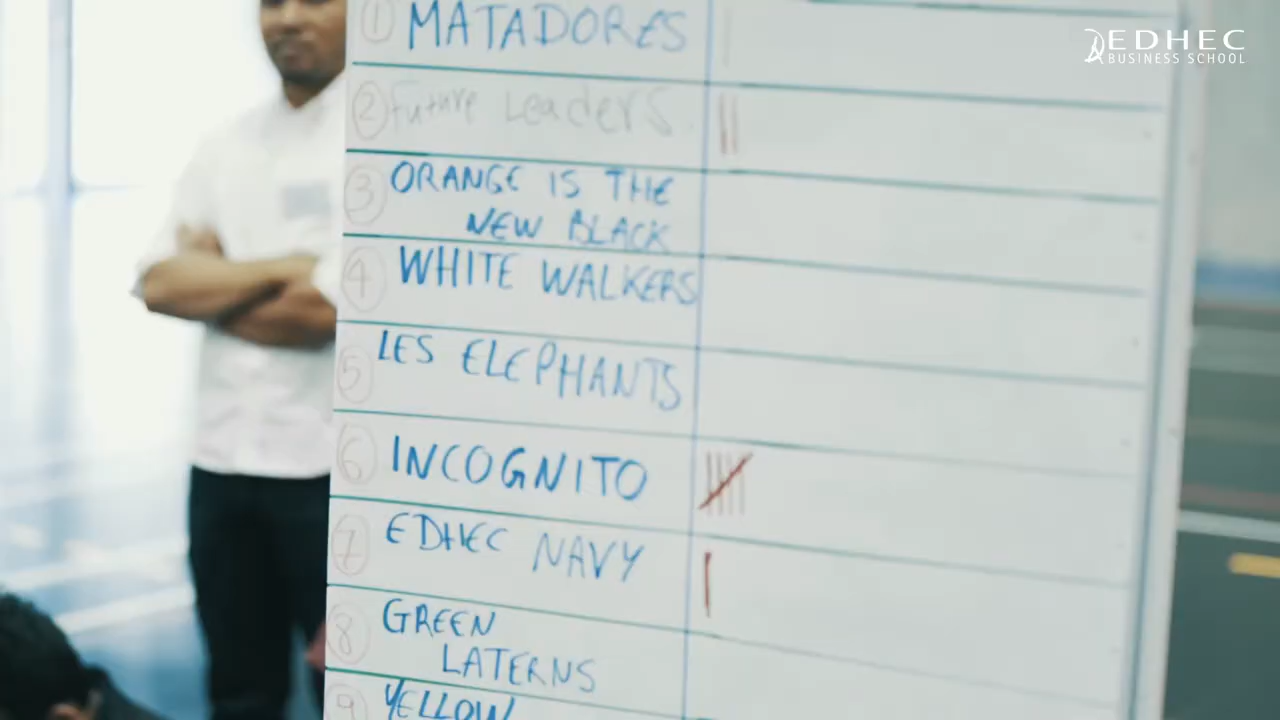 EDHEC
BUSINESS SCHOOL
1 MATADORES
2 Future Leaders.
3 ORANGE IS THE
NEW BLACK
4 WHITE WALKERS
5 LES ELEPHANTS
6 INCOGNITO
7 EDHEC NAVY
8 GREEN
LATERNS
9 YELLOW